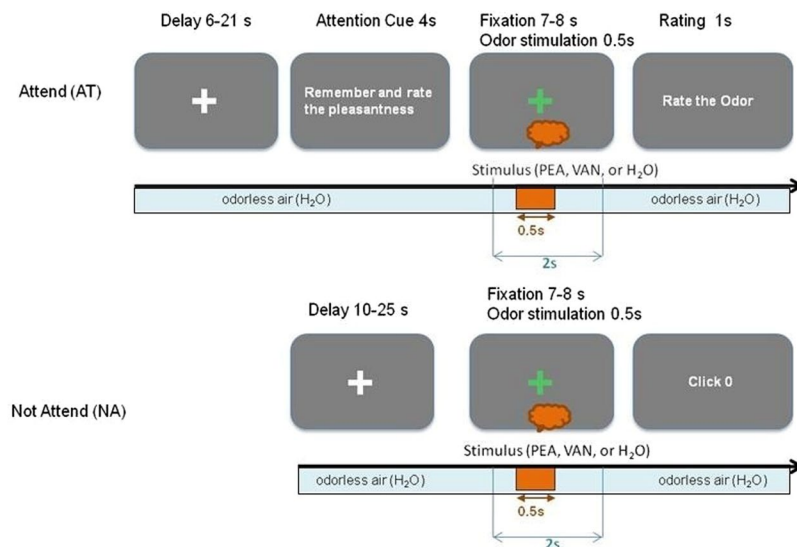 Delay 6-21 s
Attention Cue 4s
Fixation 7-8 s
Odor stimulation 0.5s
Rating 1s
Attend (AT)
Remember and rate
the pleasantness
Rate the Odor
Stimulus (PEA, VAN, or H₂O)
odorless air (H₂O)
odorless air (H₂O)
0.5s
2s
Delay 10-25 s
Fixation 7-8 s
Odor stimulation 0.5s
Not Attend (NA)
Click 0
Stimulus (PEA, VAN, or H₂O)
odorless air (H₂O)
odorless air (H₂O)
0.5s
2s